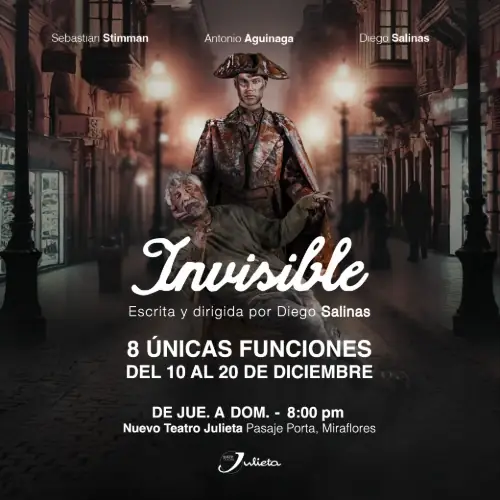 Sebastian Stimman Antonio Aguinaga Diego Salinas
Invisible
Escrita y dirigida por Diego Salinas
8 ÚNICAS FUNCIONES
DEL 10 AL 20 DE DICIEMBRE
DE JUE. A DOM. - 8:00 pm
Nuevo Teatro Julieta Pasaje Porta, Miraflores
Julieta